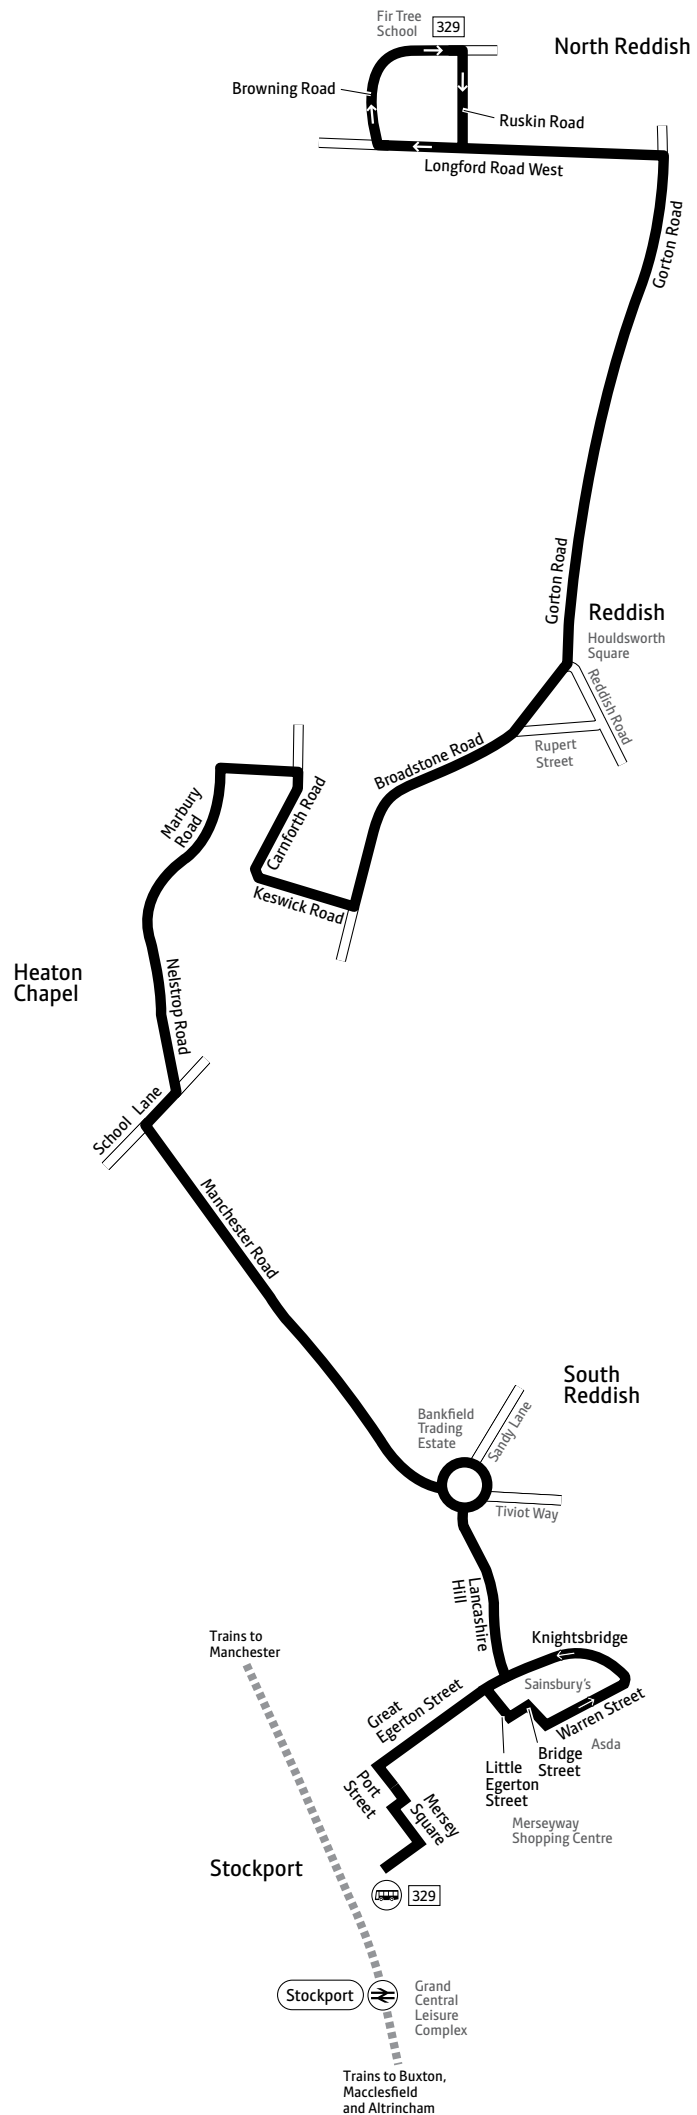 Fir Tree
School
329
North Reddish
Browning Road
Ruskin Road
Longford Road West
Gorton Road
Gorton Road
Reddish
Houldsworth
Square
Reddish Road
Rupert
Street
Broadstone Road
Carnforth Road
Marbury
Road
Keswick Road
Heaton
Chapel
Nelstrop Road
School Lane
Manchester Road
South
Reddish
Bankfield
Trading
Estate
Sandy Lane
Tiviot Way
Lancashire
Hill
Trains to
Manchester
Knightsbridge
Sainsbury's
Great
Egerton Street
Warren Street
Asda
Bridge
Street
Little
Egerton
Street
Port
Street
Mersey
Square
Merseyway
Shopping Centre
Stockport
329
Stockport
Grand
Central
Leisure
Complex
Trains to Buxton,
Macclesfield
and Altrincham